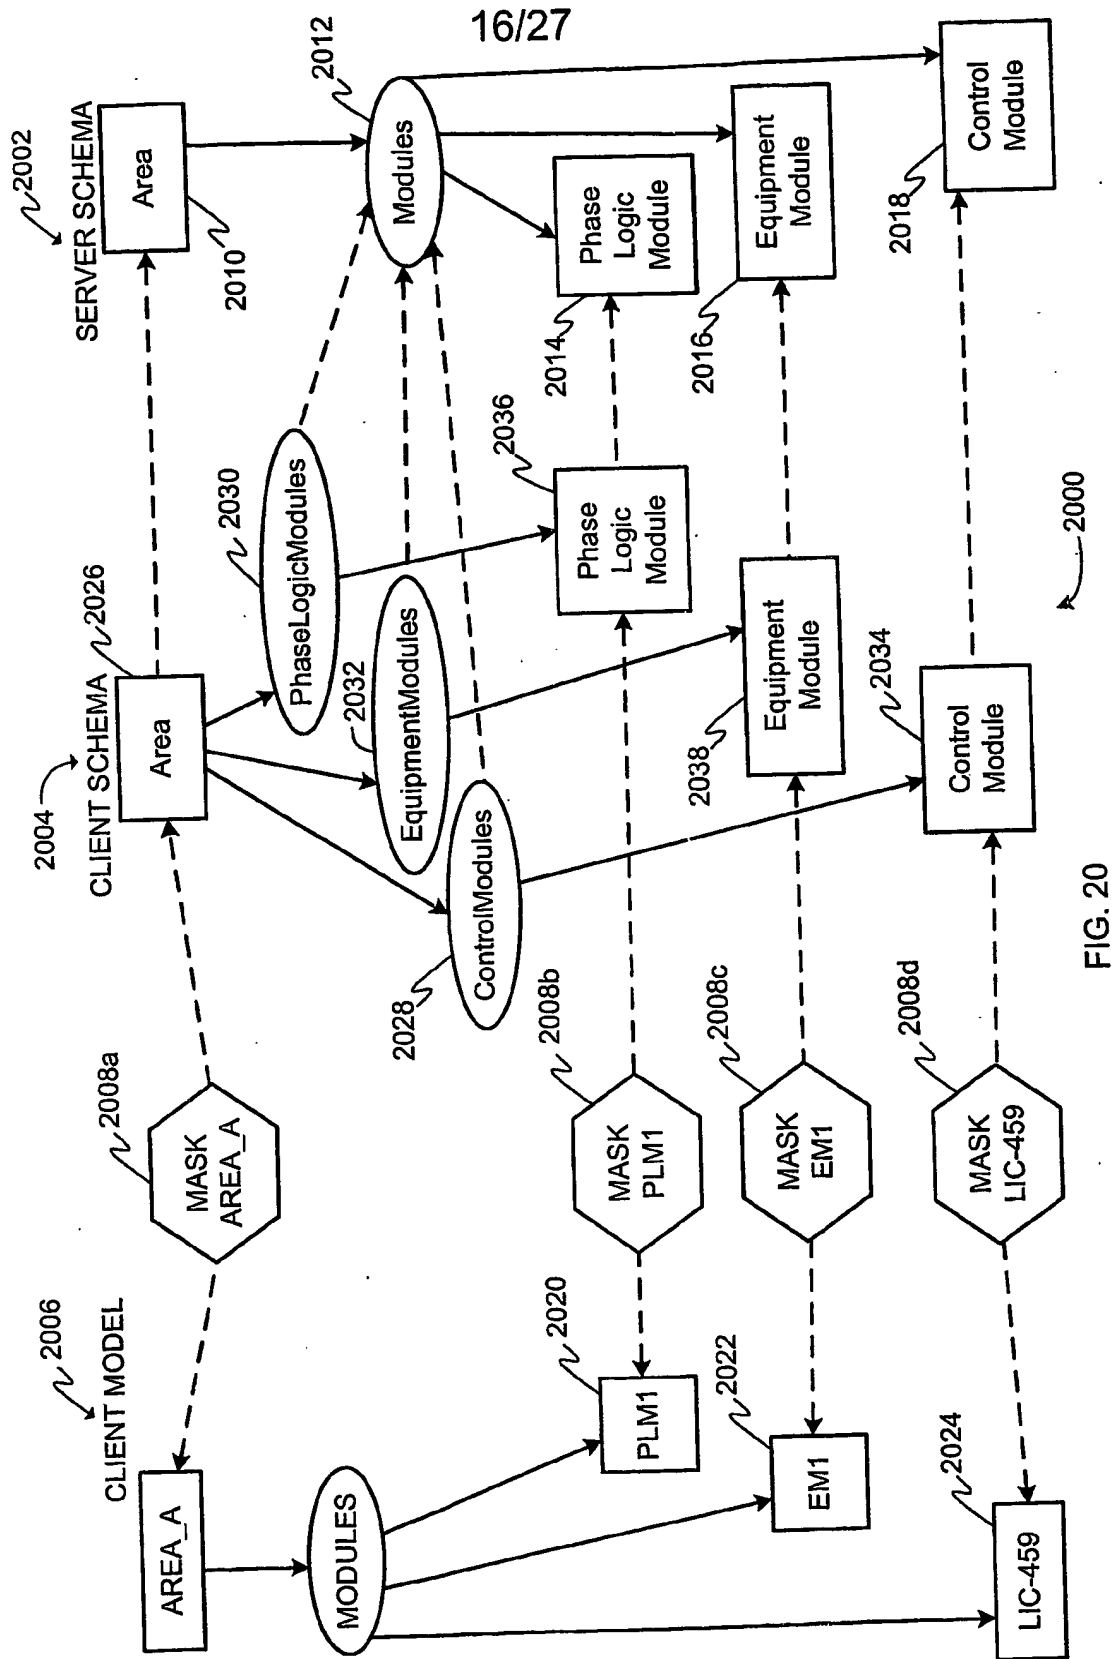 16/27
2006
CLIENT MODEL
2004
CLIENT SCHEMA
2002
SERVER SCHEMA
AREA_A
2008a
MASK
AREA_A
Area
2026
Area
2010
MODULES
2030
PhaseLogicModules
2032
EquipmentModules
2028
ControlModules
2012
Modules
2020
PLM1
2008b
MASK
PLM1
2036
Phase
Logic
Module
2014
Phase
Logic
Module
2022
EM1
2008c
MASK
EM1
2038
Equipment
Module
2016
Equipment
Module
2024
LIC-459
2008d
MASK
LIC-459
2034
Control
Module
2018
Control
Module
2000
FIG. 20